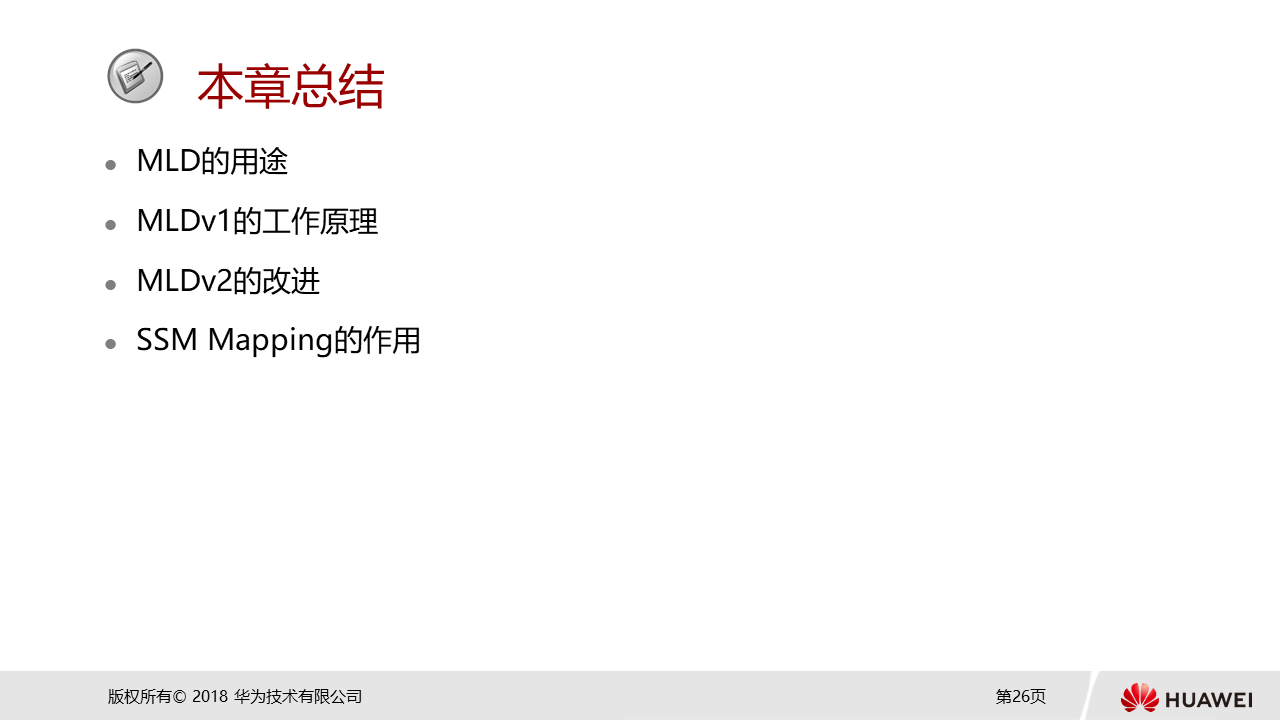 本章总结
MLD的用途
MLDv1的工作原理
MLDv2的改进
SSM Mapping的作用
版权所有© 2018 华为技术有限公司
第26页
HUAWEI